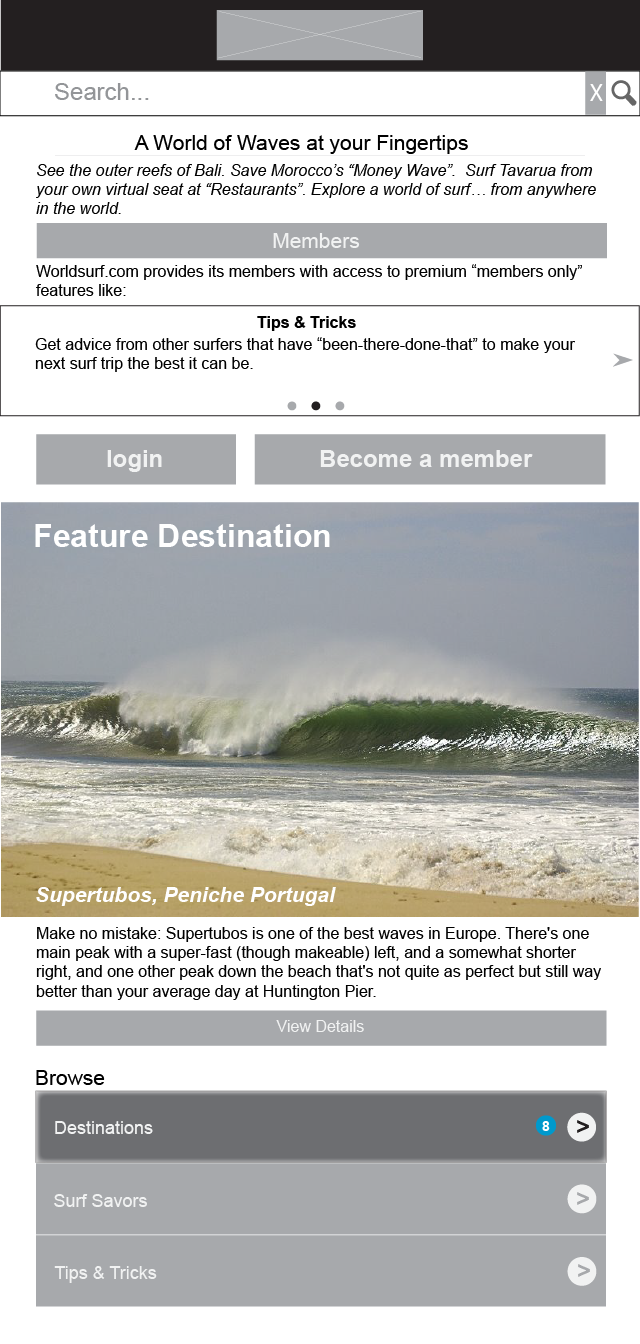 Search...
X
A World of Waves at your Fingertips
See the outer reefs of Bali. Save Morocco’s “Money Wave”.  Surf Tavarua from
your own virtual seat at “Restaurants”. Explore a world of surf… from anywhere
in the world.
Members
Worldsurf.com provides its members with access to premium “members only”
features like:
Tips & Tricks
Get advice from other surfers that have “been-there-done-that” to make your
next surf trip the best it can be.
login
Become a member
Feature Destination
Supertubos, Peniche Portugal
Make no mistake: Supertubos is one of the best waves in Europe. There's one
main peak with a super-fast (though makeable) left, and a somewhat shorter
right, and one other peak down the beach that's not quite as perfect but still way
better than your average day at Huntington Pier.
View Details
Browse
Destinations 8 >
Surf Savors >
Tips & Tricks >